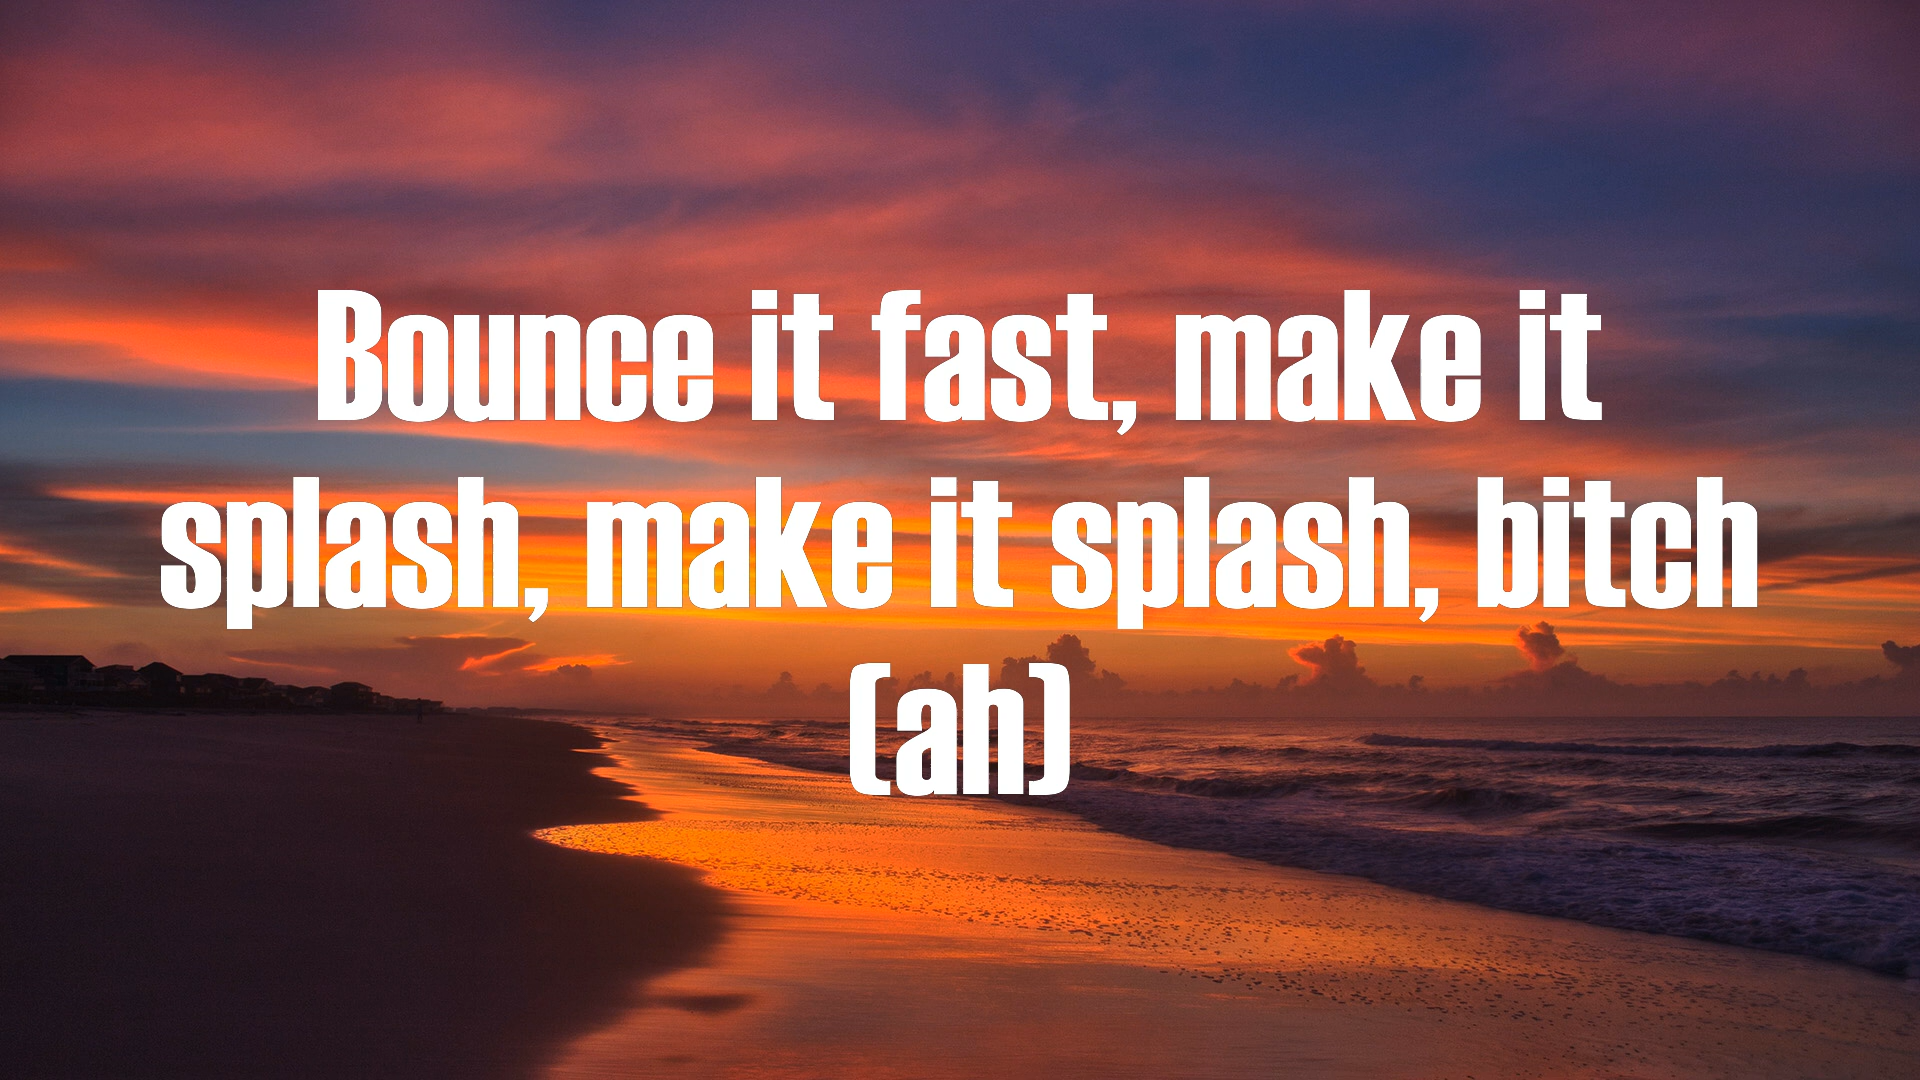 Bounce it fast, make it
splash, make it splash, bitch
(ah)